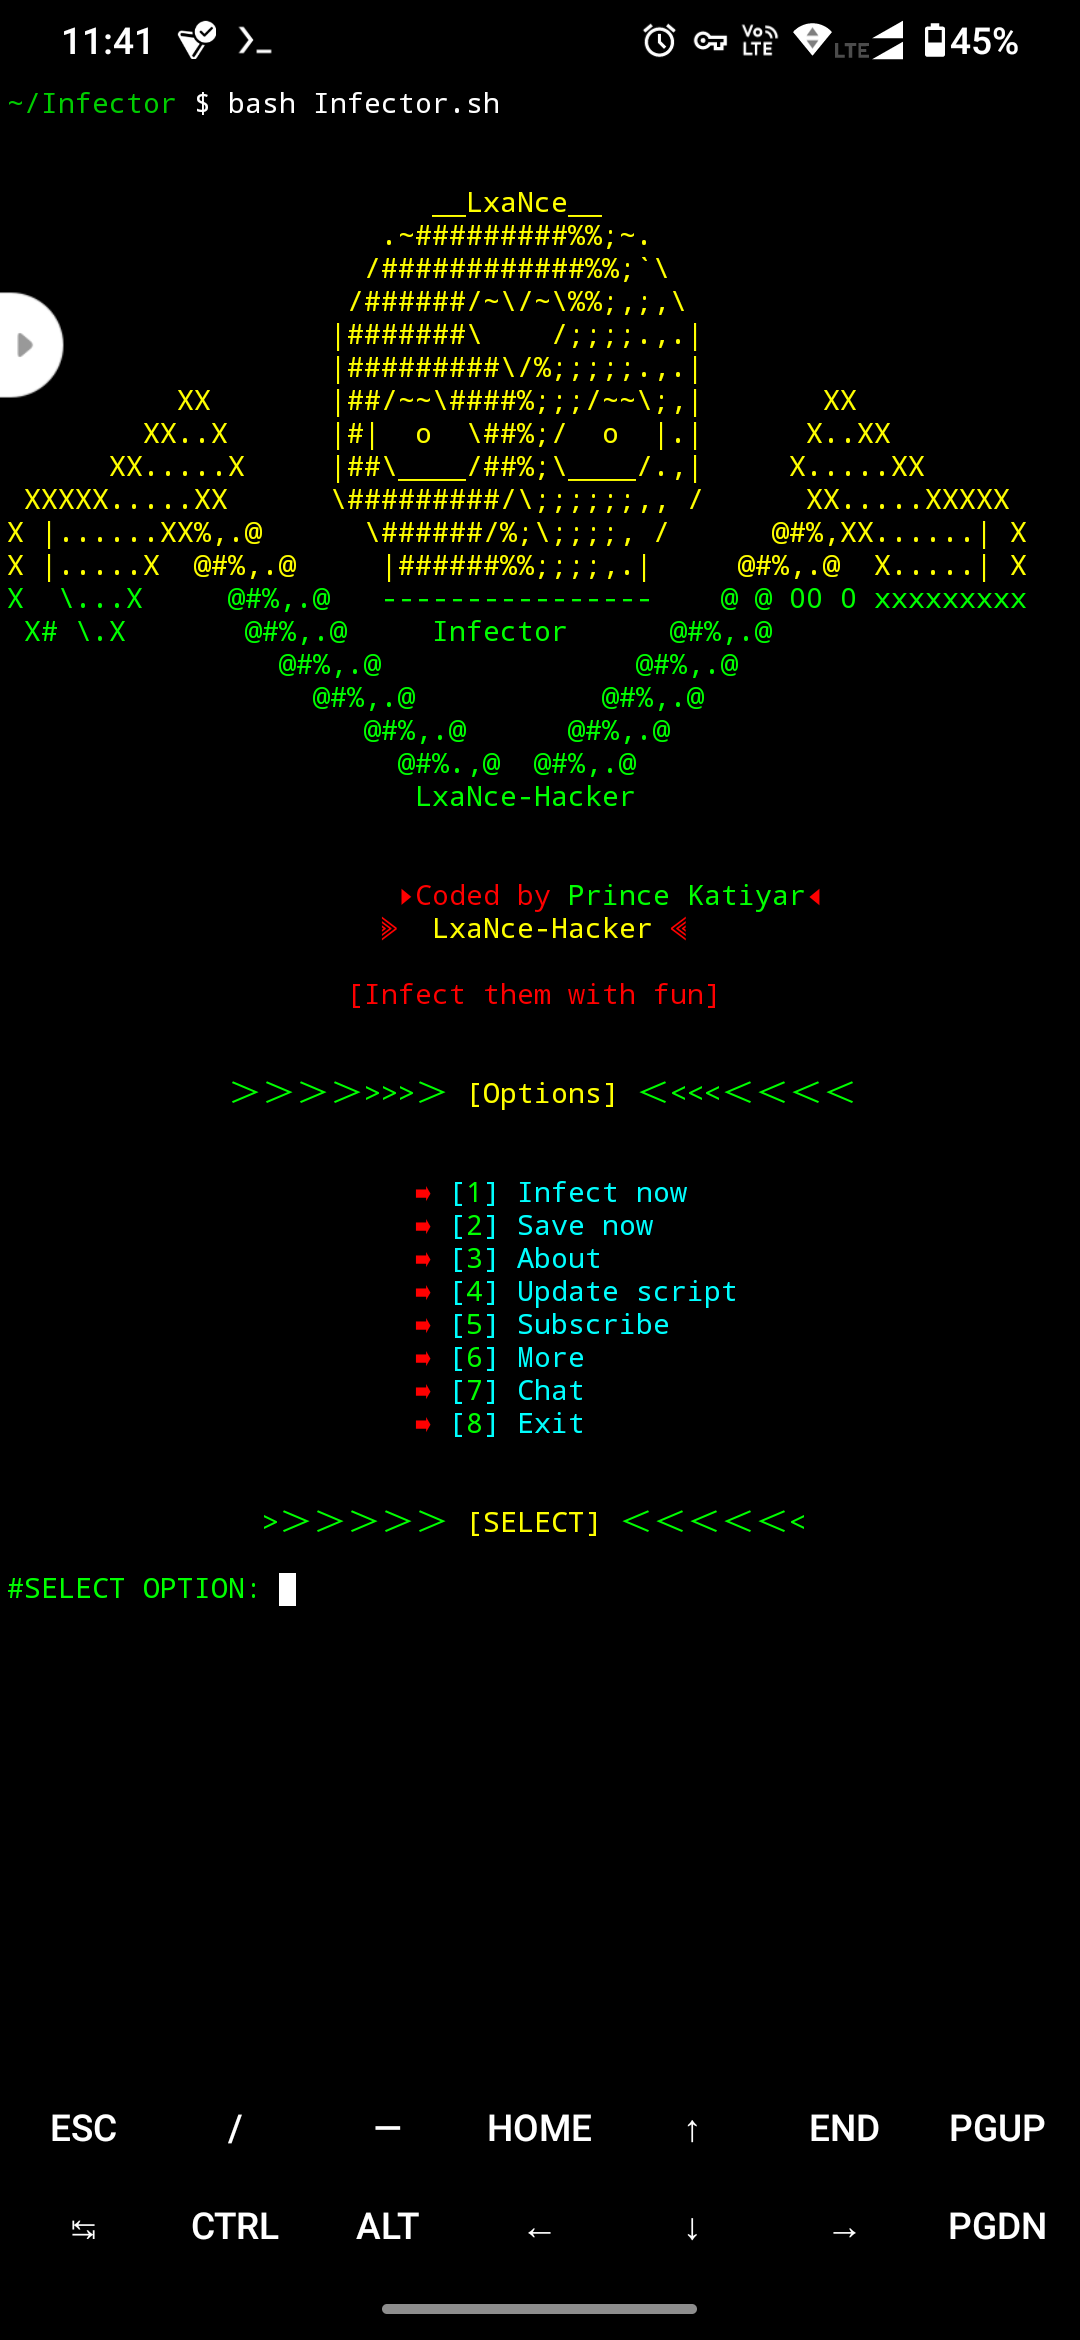 11:41 VoLTE LTE 45%
~/Infector $ bash Infector.sh
__LxaNce__
.~#########%%;~.
/############%%;`\
/######/~\/~\%%;,;,\
|#######\    /;;;;.,.|
|#########\/%;;;;;.,.|
XX       |##/~~\####%;;;/~~\;,|       XX
XX..X      |#|  o  \##%;/  o  |.|      X..XX
XX.....X     |##\____/##%;\____/.,|     X.....XX
XXXXX.....XX      \#########/\;;;;;;,, /      XX.....XXXXX
X |......XX%,.@      \######/%;\;;;;, /      @#%,XX......| X
X |.....X  @#%,.@     |######%%;;;;,.|     @#%,.@  X.....| X
X  \...X     @#%,.@   ----------------    @ @ OO O xxxxxxxxx
X# \.X       @#%,.@     Infector      @#%,.@
@#%,.@               @#%,.@
@#%,.@           @#%,.@
@#%,.@      @#%,.@
@#%.,@  @#%,.@
LxaNce-Hacker
Coded by Prince Katiyar
LxaNce-Hacker
[Infect them with fun]
>>>>>>>> [Options] <<<<<<<<
➡ [1] Infect now
➡ [2] Save now
➡ [3] About
➡ [4] Update script
➡ [5] Subscribe
➡ [6] More
➡ [7] Chat
➡ [8] Exit
>>>>>> [SELECT] <<<<<<
#SELECT OPTION:
ESC / – HOME ↑ END PGUP
↹ CTRL ALT ← ↓ → PGDN